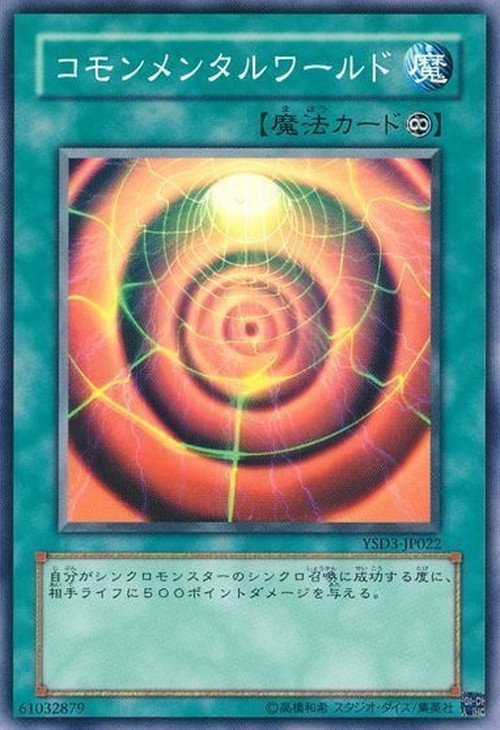 コモンメンタルワールド 魔
【魔法カード】
YSD3-JP022
自分がシンクロモンスターのシンクロ召喚に成功する度に、
相手ライフに500ポイントダメージを与える。
61032879 ©高橋和希 スタジオ・ダイス/集英社